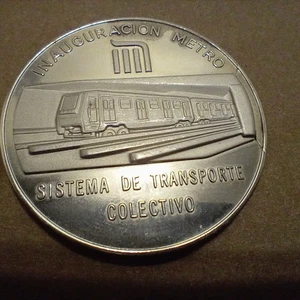 INAUGURACION METRO
SISTEMA DE TRANSPORTE
COLECTIVO